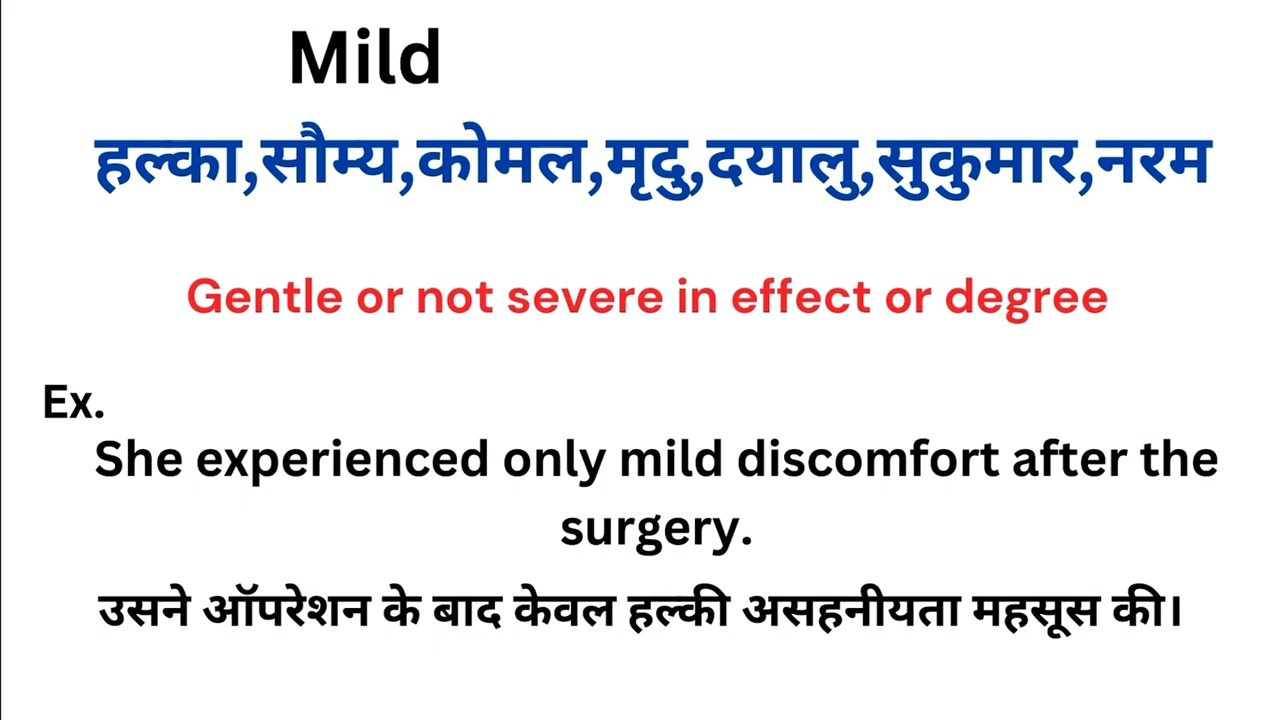 Mild
हल्का,सौम्य,कोमल,मृदु,दयालु,सुकुमार,नरम
Gentle or not severe in effect or degree
Ex.
She experienced only mild discomfort after the
surgery.
उसने ऑपरेशन के बाद केवल हल्की असहनीयता महसूस की।